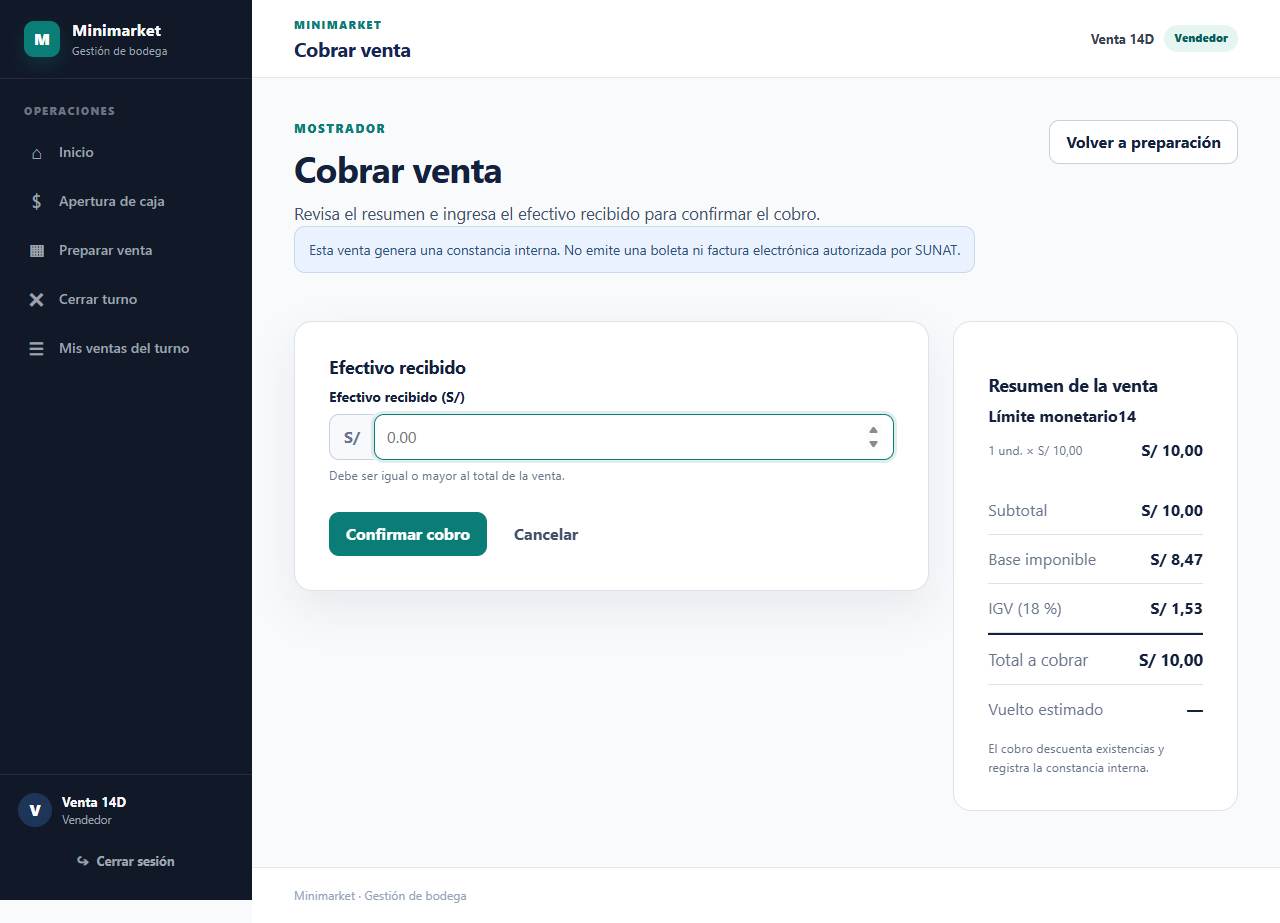 M
Minimarket
Gestión de bodega
OPERACIONES
⌂ Inicio
$ Apertura de caja
▦ Preparar venta
✕ Cerrar turno
☰ Mis ventas del turno
V
Venta 14D
Vendedor
↪ Cerrar sesión
MINIMARKET
Cobrar venta
Venta 14D Vendedor
MOSTRADOR
Cobrar venta
Volver a preparación
Revisa el resumen e ingresa el efectivo recibido para confirmar el cobro.
Esta venta genera una constancia interna. No emite una boleta ni factura electrónica autorizada por SUNAT.
Efectivo recibido
Efectivo recibido (S/)
S/ 0.00
Debe ser igual o mayor al total de la venta.
Confirmar cobro Cancelar
Resumen de la venta
Límite monetario14
1 und. × S/ 10,00 S/ 10,00
Subtotal S/ 10,00
Base imponible S/ 8,47
IGV (18 %) S/ 1,53
Total a cobrar S/ 10,00
Vuelto estimado —
El cobro descuenta existencias y
registra la constancia interna.
Minimarket · Gestión de bodega